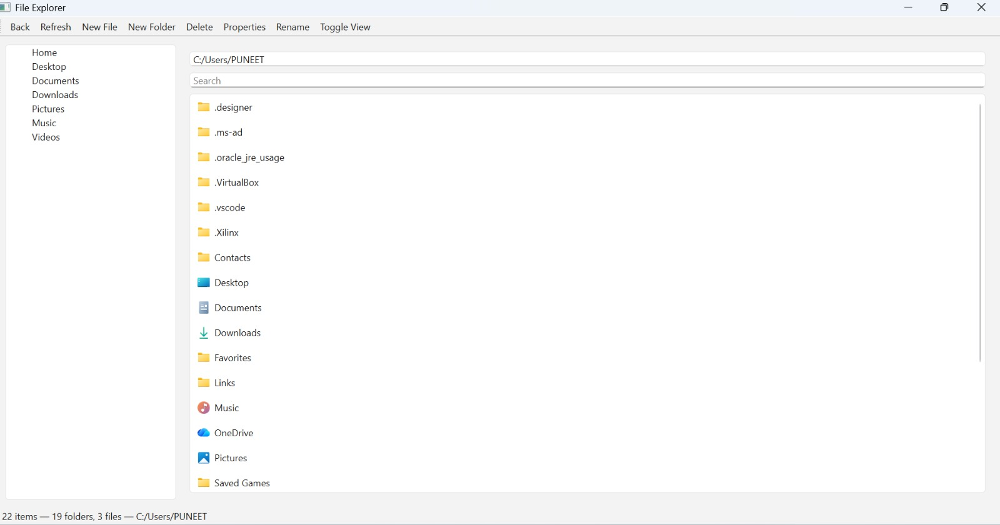 File Explorer
Back Refresh New File New Folder Delete Properties Rename Toggle View
Home
Desktop
Documents
Downloads
Pictures
Music
Videos
C:/Users/PUNEET
Search
.designer
.ms-ad
.oracle_jre_usage
.VirtualBox
.vscode
.Xilinx
Contacts
Desktop
Documents
Downloads
Favorites
Links
Music
OneDrive
Pictures
Saved Games
22 items — 19 folders, 3 files — C:/Users/PUNEET